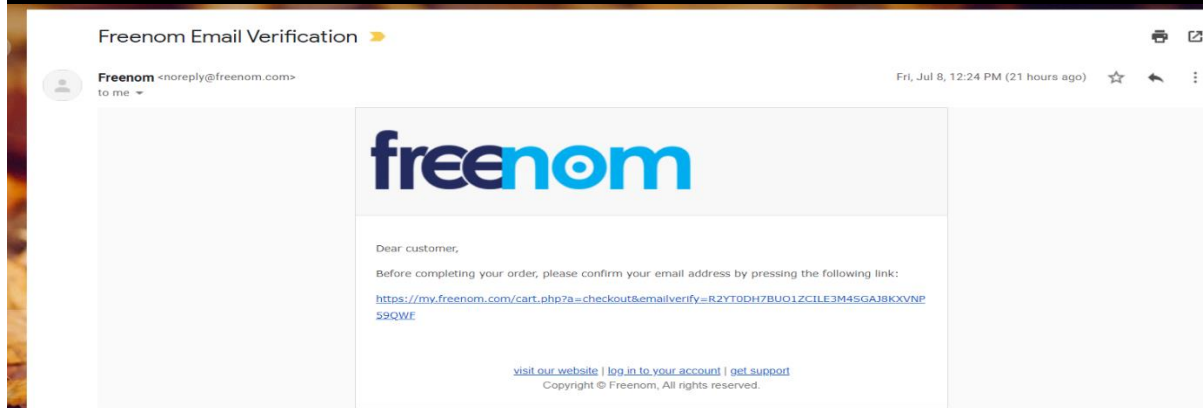 Freenom Email Verification
Freenom <noreply@freenom.com>
Fri, Jul 8, 12:24 PM (21 hours ago)
to me
freenom
Dear customer,
Before completing your order, please confirm your email address by pressing the following link:
https://my.freenom.com/cart.php?a=checkout&emailverify=R2YT0DH7BUO1ZCILE3M4SGAJ8KXVNP
S9QWF
visit our website | log in to your account | get support
Copyright © Freenom, All rights reserved.